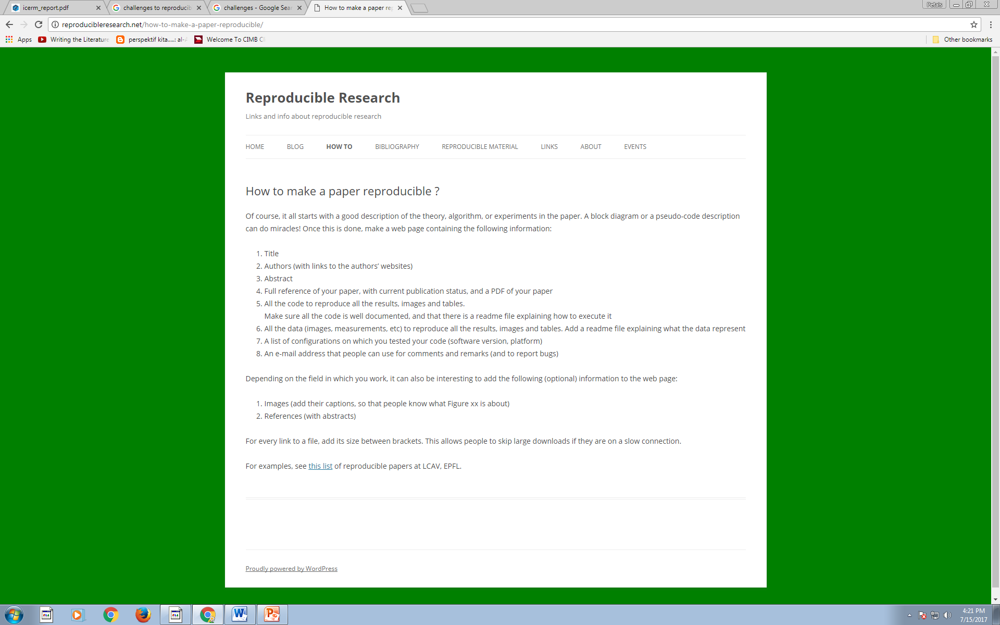 icerm_report.pdf
challenges to reproducib
challenges - Google Sear
How to make a paper rep
Petals
reproducibleresearch.net/how-to-make-a-paper-reproducible/
Apps
Writing the Literature
perspektif kita.....: al-A
Welcome To CIMB Cl
Other bookmarks
Reproducible Research
Links and info about reproducible research
HOME BLOG HOW TO BIBLIOGRAPHY REPRODUCIBLE MATERIAL LINKS ABOUT EVENTS
How to make a paper reproducible ?
Of course, it all starts with a good description of the theory, algorithm, or experiments in the paper. A block diagram or a pseudo-code description
can do miracles! Once this is done, make a web page containing the following information:
1. Title
2. Authors (with links to the authors’ websites)
3. Abstract
4. Full reference of your paper, with current publication status, and a PDF of your paper
5. All the code to reproduce all the results, images and tables.
Make sure all the code is well documented, and that there is a readme file explaining how to execute it
6. All the data (images, measurements, etc) to reproduce all the results, images and tables. Add a readme file explaining what the data represent
7. A list of configurations on which you tested your code (software version, platform)
8. An e-mail address that people can use for comments and remarks (and to report bugs)
Depending on the field in which you work, it can also be interesting to add the following (optional) information to the web page:
1. Images (add their captions, so that people know what Figure xx is about)
2. References (with abstracts)
For every link to a file, add its size between brackets. This allows people to skip large downloads if they are on a slow connection.
For examples, see this list of reproducible papers at LCAV, EPFL.
Proudly powered by WordPress
4:21 PM
7/15/2017